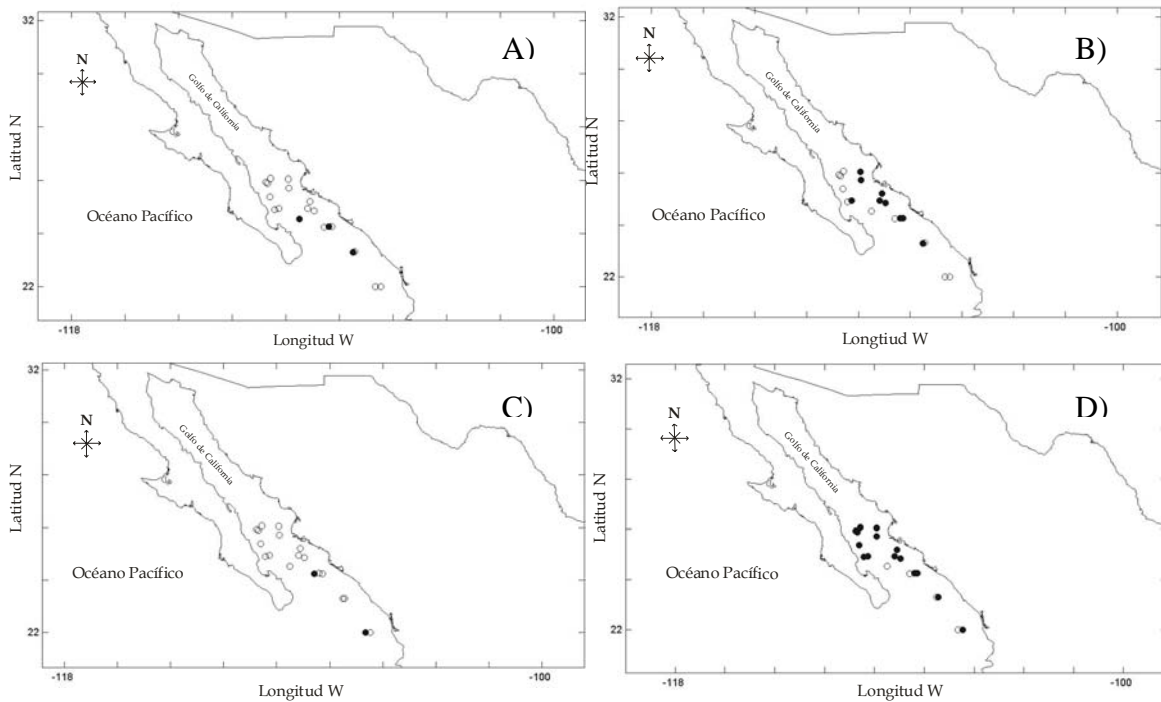 32
A)
N
Golfo de California
Latitud N
Océano Pacífico
22
-118
-100
Longitud W
32
B)
N
Golfo de California
Latitud N
Océano Pacífico
22
-118
-100
Longtiud W
32
C)
N
Golfo de California
Latitud N
Océano Pacífico
22
-118
-100
Longitud W
32
D)
N
Golfo de California
Latitud N
Océano Pacífico
22
-118
-100
Longitud W